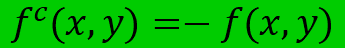 f^c(x, y) = − f(x, y)